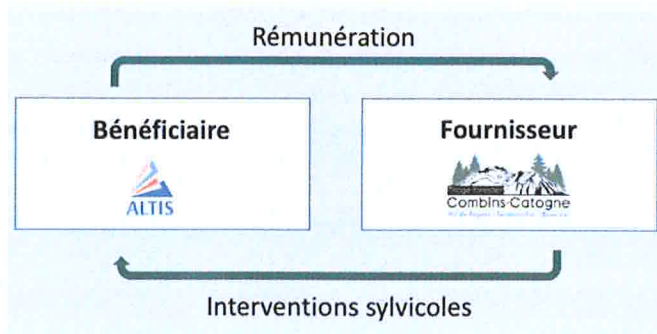 Rémunération
Bénéficiaire
ALTIS
Fournisseur
Combins-Catogne
Interventions sylvicoles